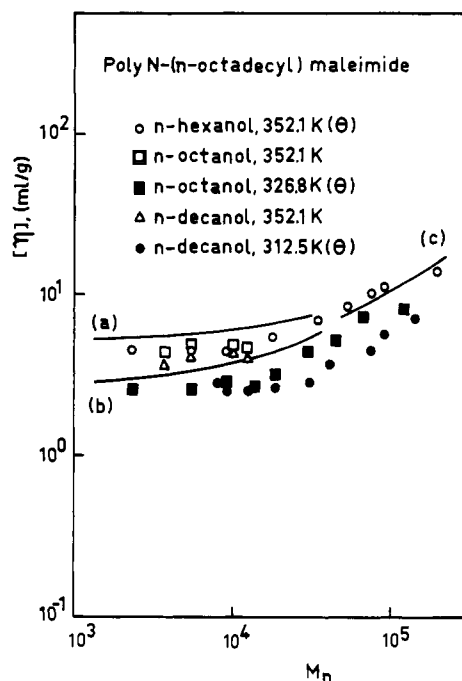 Poly N-(n-octadecyl) maleimide
○ n-hexanol, 352.1 K (Θ)
□ n-octanol, 352.1 K
■ n-octanol, 326.8 K (Θ)
△ n-decanol, 352.1 K
● n-decanol, 312.5 K (Θ)
[η], (ml/g)
10²
10¹
10⁰
10⁻¹
(a)
(b)
(c)
10³
10⁴
10⁵
Mn